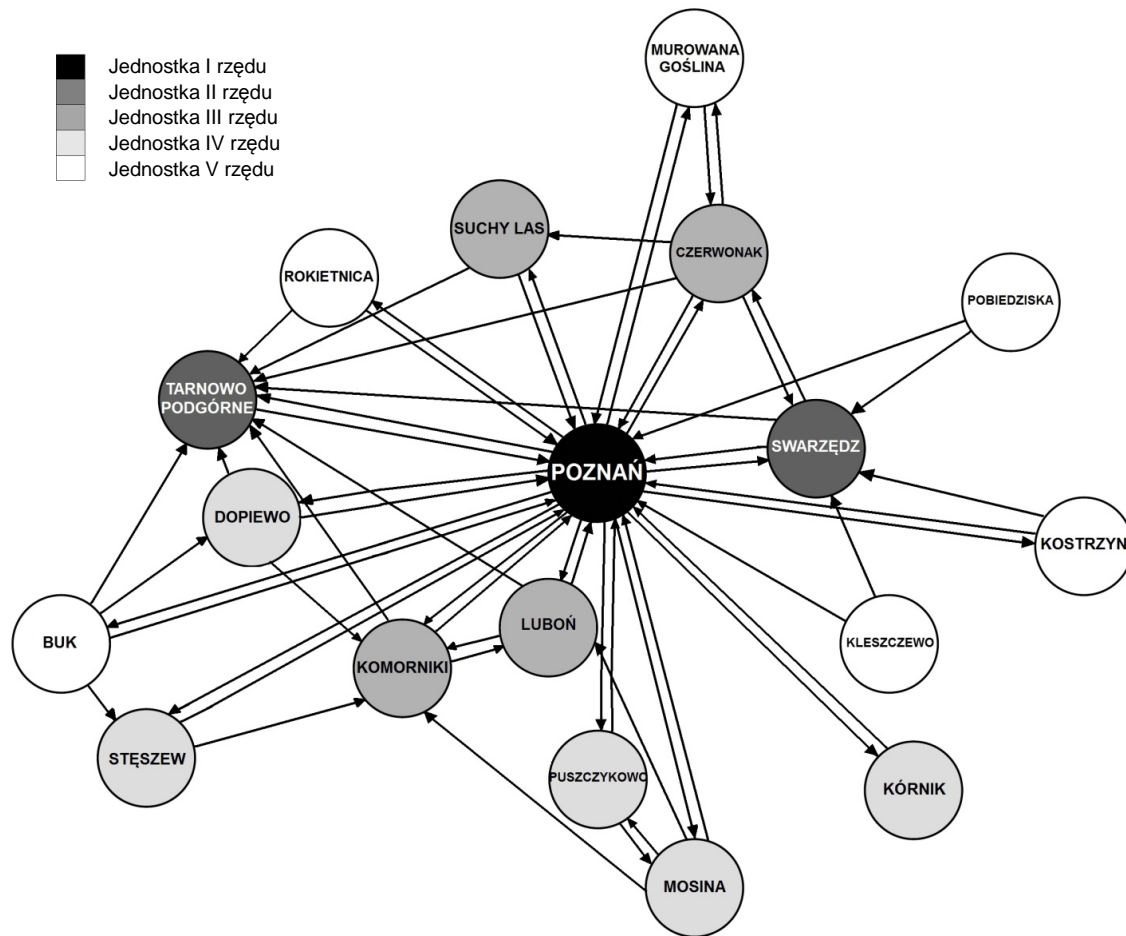 Jednostka I rzędu
Jednostka II rzędu
Jednostka III rzędu
Jednostka IV rzędu
Jednostka V rzędu
MUROWANA
GOŚLINA
SUCHY LAS
CZERWONAK
ROKIETNICA
POBIEDZISKA
TARNOWO
PODGÓRNE
SWARZĘDZ
POZNAŃ
DOPIEWO
KOSTRZYN
BUK
LUBOŃ
KLESZCZEWO
KOMORNIKI
STĘSZEW
PUSZCZYKOWO
KÓRNIK
MOSINA